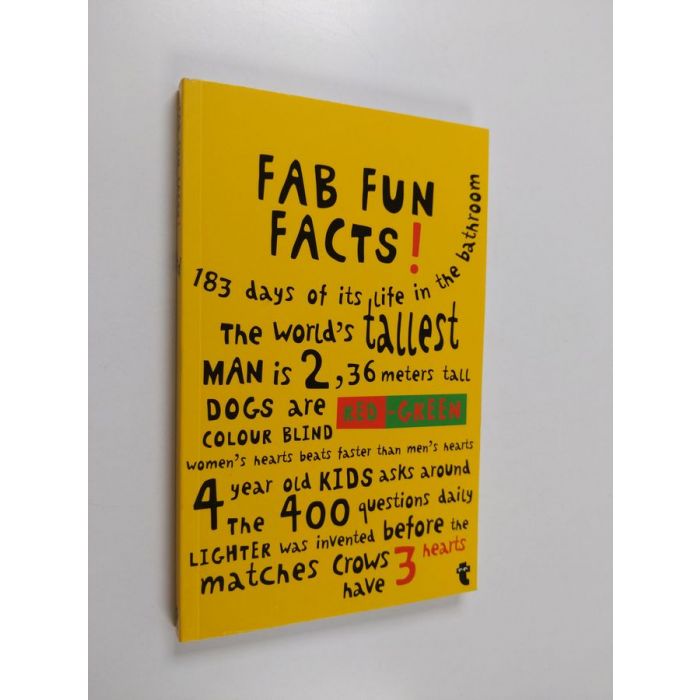 FAB FUN
FACTS!
183 days of its life in the bathroom
The world's tallest
MAN is 2,36 meters tall
DOGS are RED-GREEN
COLOUR BLIND
women's hearts beats faster than men's hearts
4 year old KIDS asks around
The 400 questions daily
LIGHTER was invented before the
matches crows 3 hearts
have